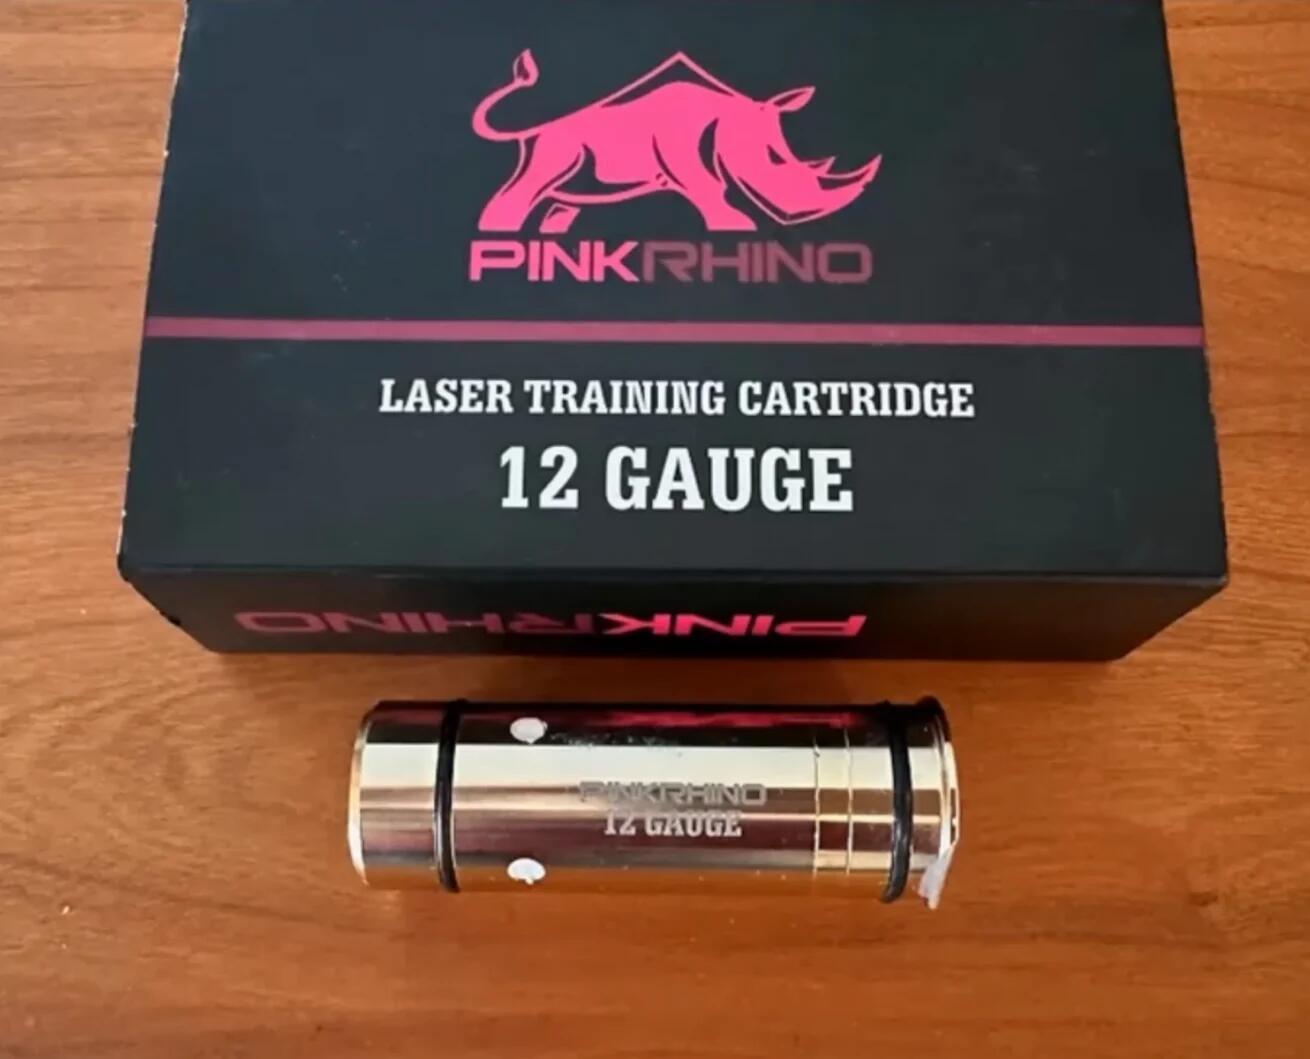 PINKRHINO
LASER TRAINING CARTRIDGE
12 GAUGE
PINKRHINO
PINKRHINO
12 GAUGE